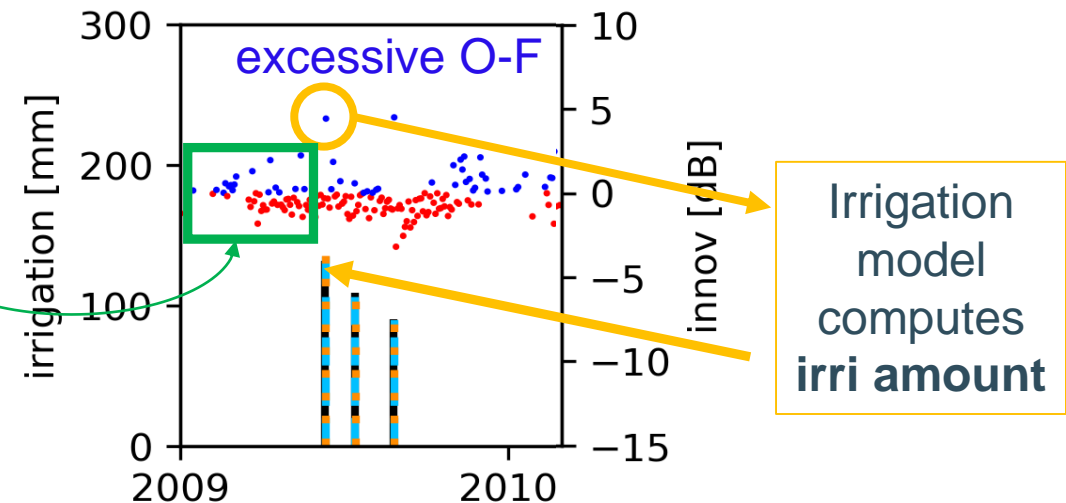 300
200
100
0
irrigation [mm]
excessive O-F
10
5
0
−5
−10
−15
innov [dB]
2009
2010
Irrigation
model
computes
irri amount